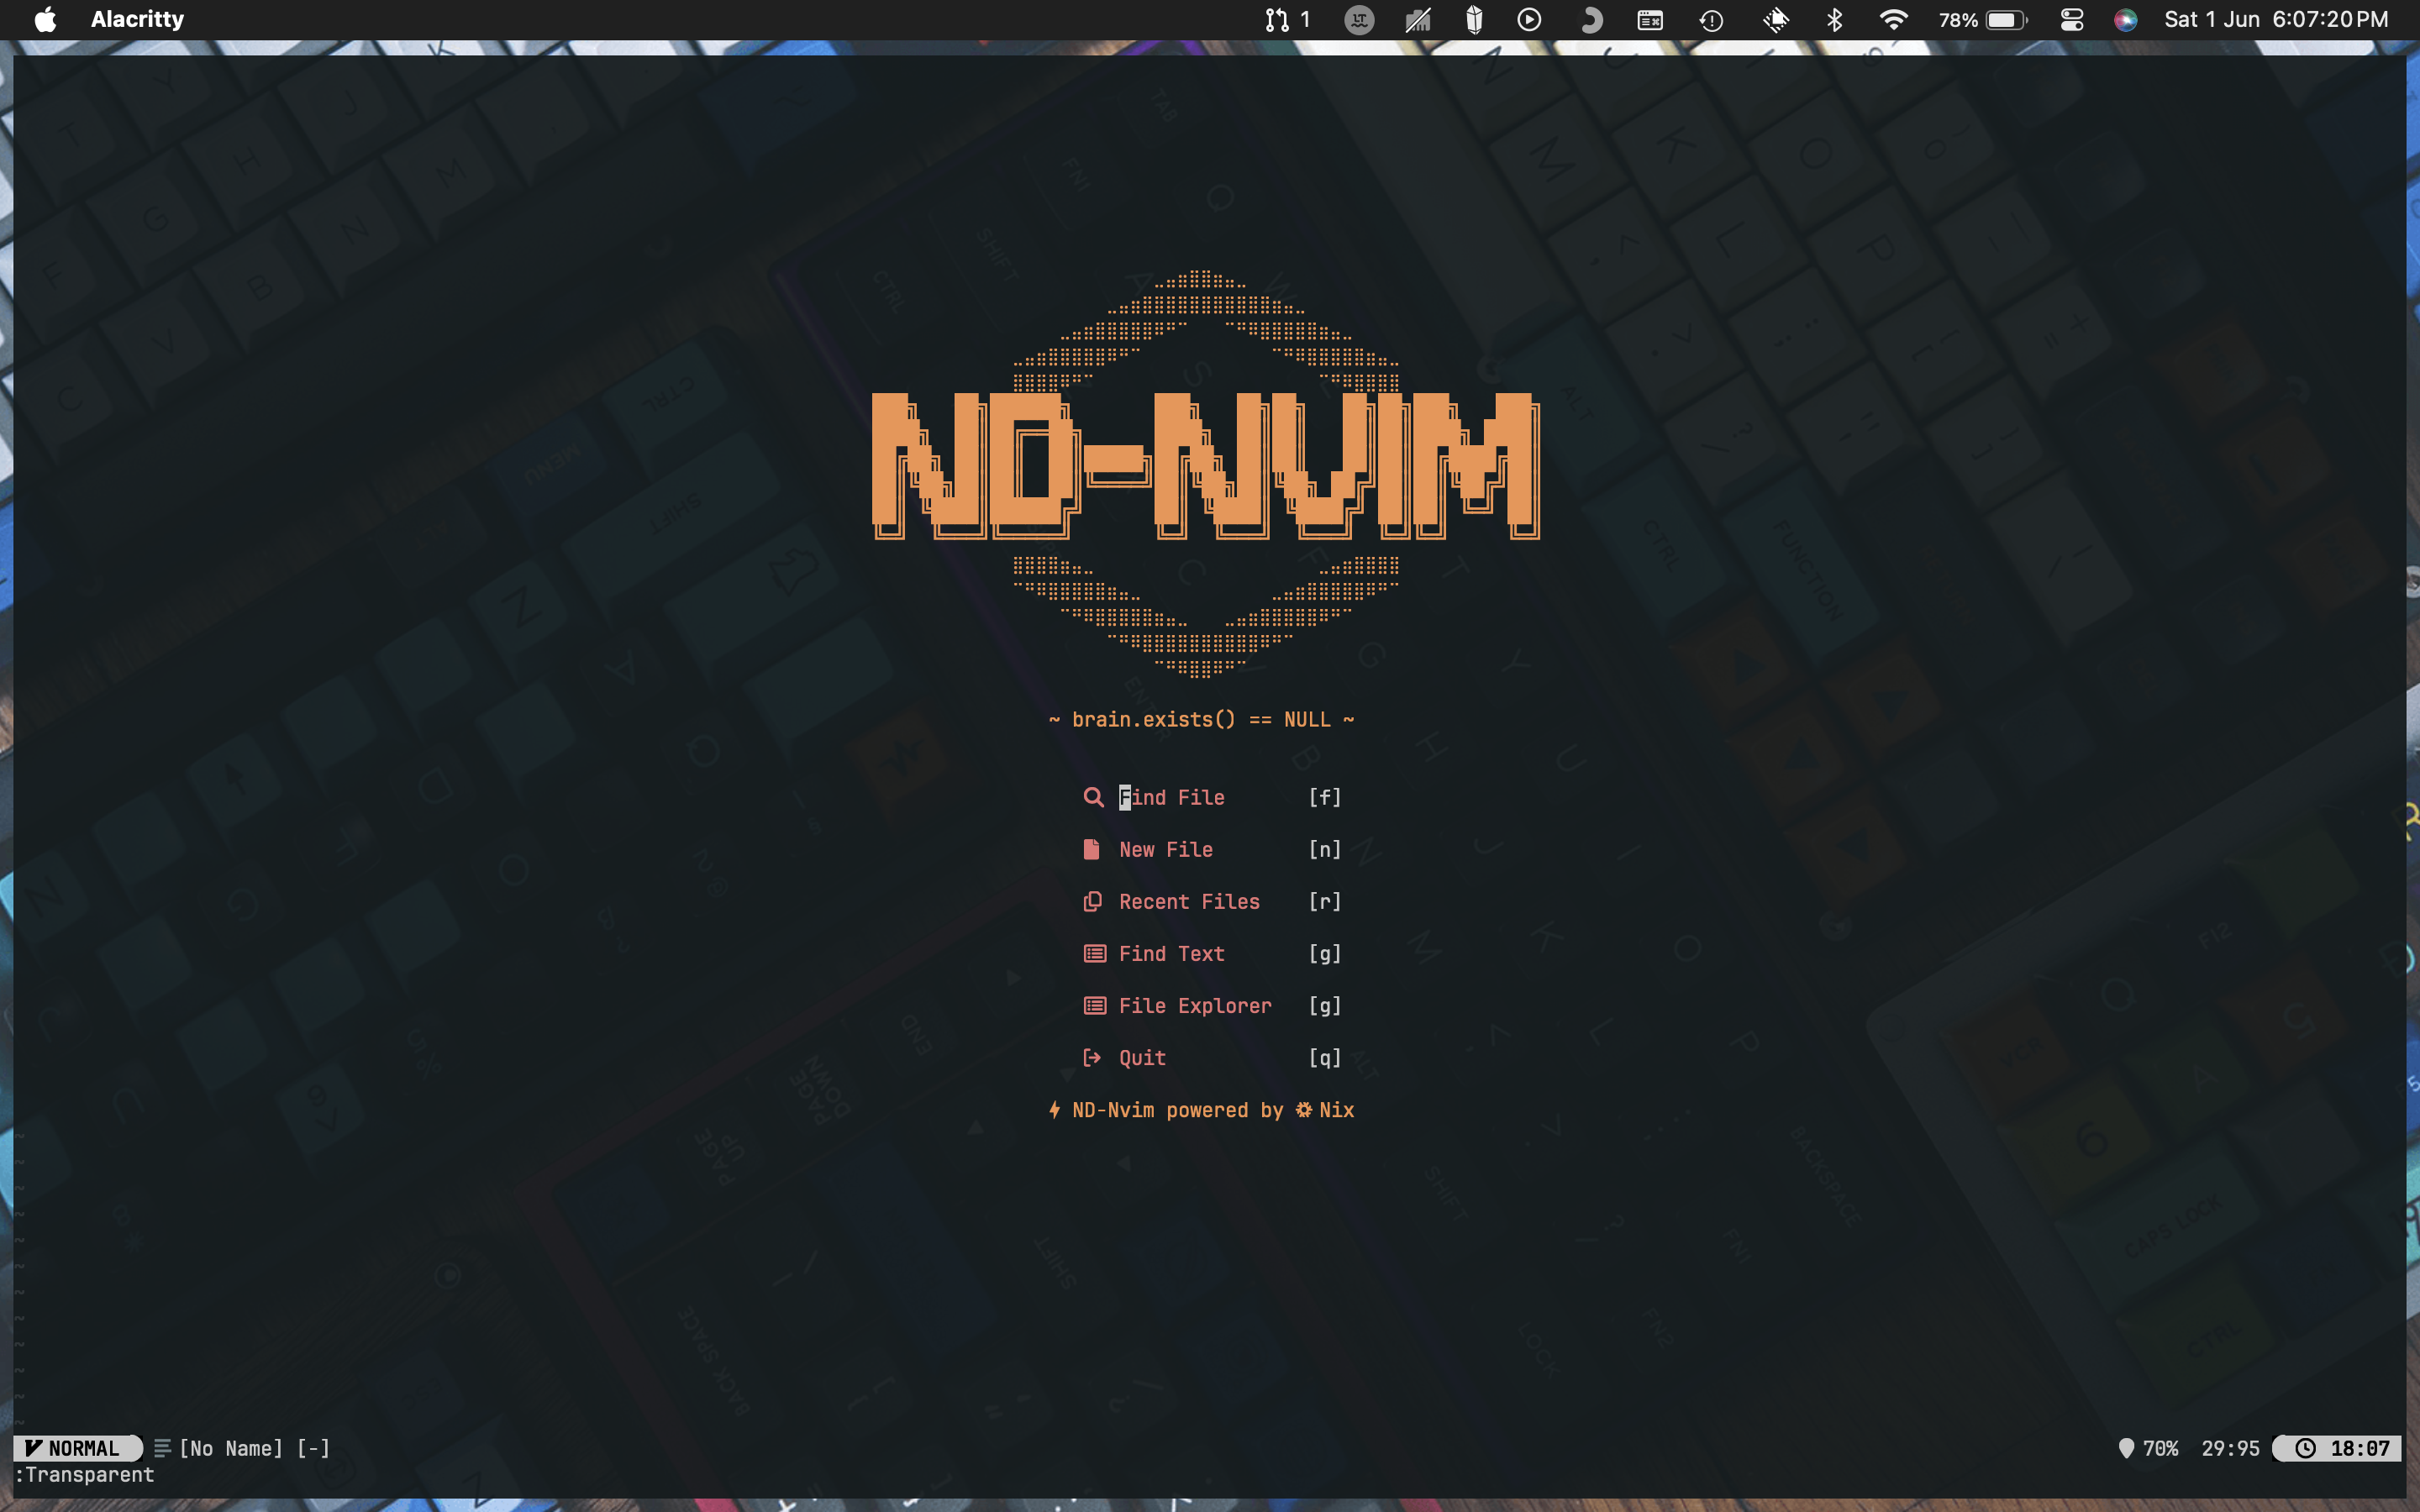 Alacritty 1 78% Sat 1 Jun 6:07:20 PM
ND-NVIM
~ brain.exists() == NULL ~
Find File [f]
New File [n]
Recent Files [r]
Find Text [g]
File Explorer [g]
Quit [q]
ND-Nvim powered by Nix
NORMAL [No Name] [-] 70% 29:95 18:07
:Transparent